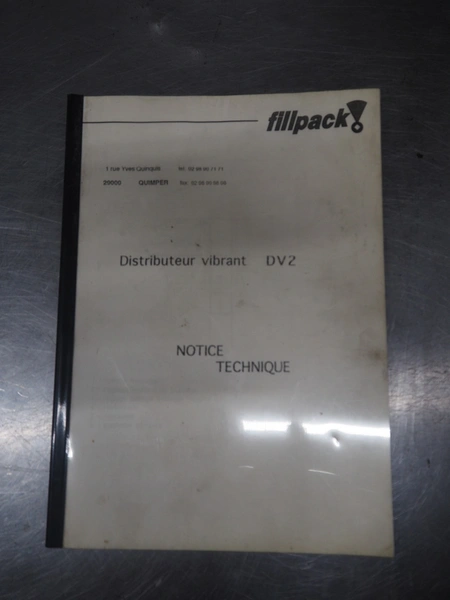 fillpack
QUIMPER
Distributeur vibrant DV2
NOTICE
TECHNIQUE